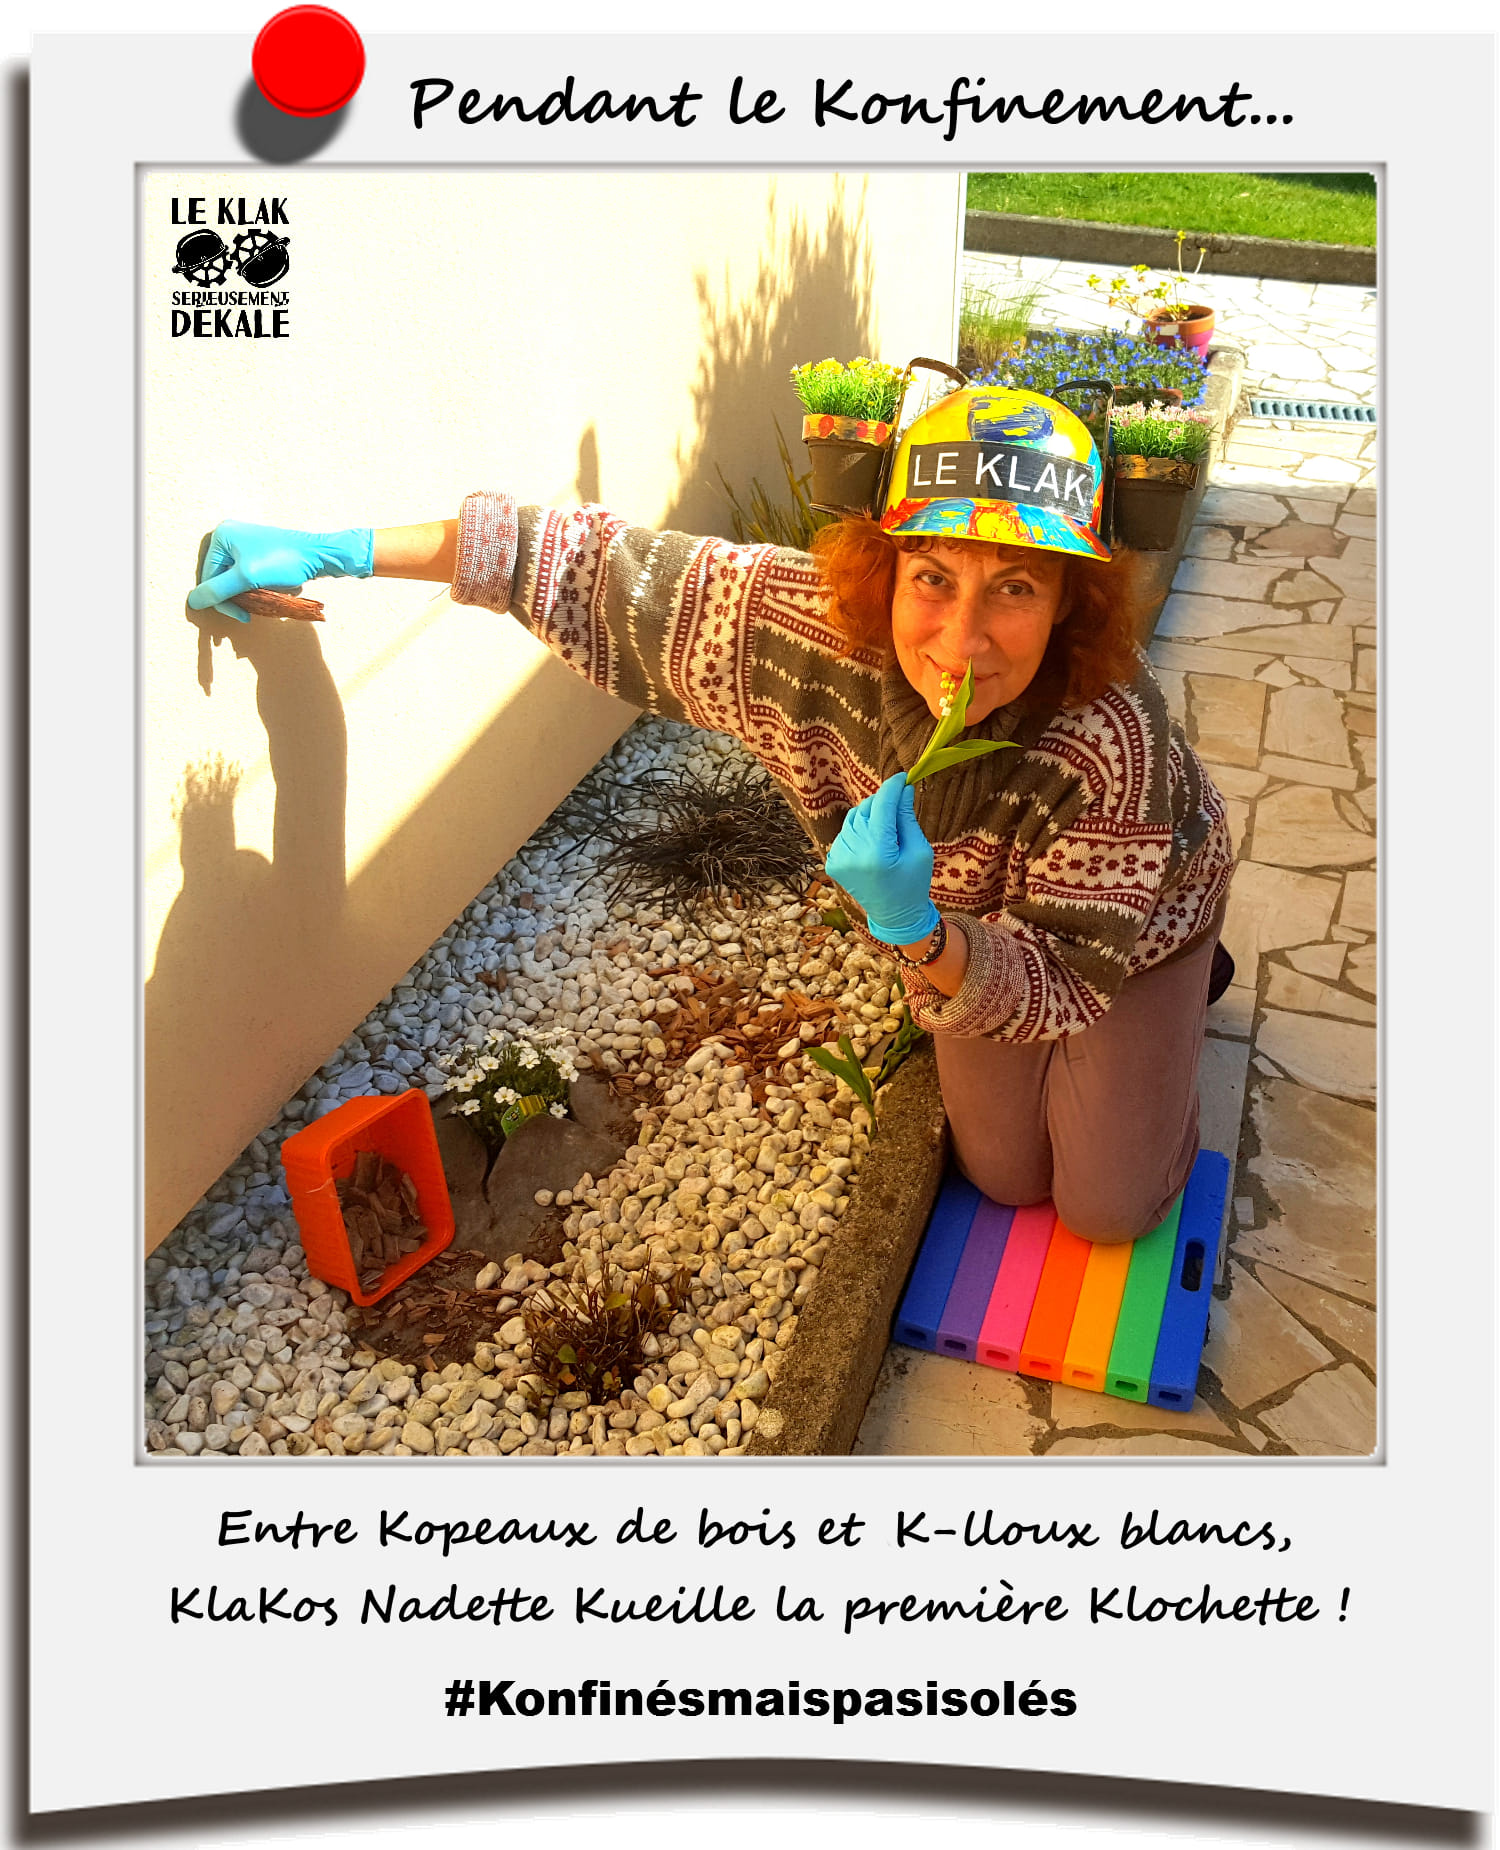 Pendant le Konfinement...
LE KLAK
SERIEUSEMENT
DÉKALÉ
LE KLAK
Entre Kopeaux de bois et K-lloux blancs,
KlaKos Nadette Kueille la première Klochette !
#Konfinésmaispasisolés